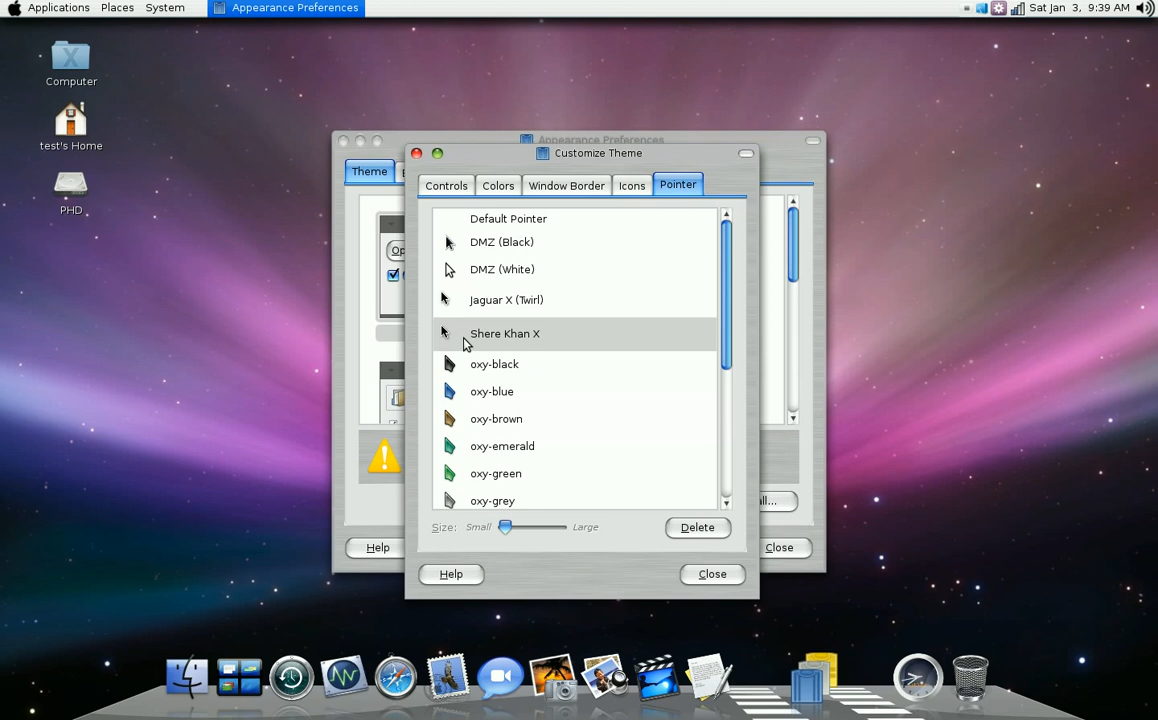 Applications Places System Appearance Preferences Sat Jan 3, 9:39 AM
Computer
test's Home
PHD
Appearance Preferences
Customize Theme
Theme
Controls Colors Window Border Icons Pointer
Default Pointer
DMZ (Black)
DMZ (White)
Jaguar X (Twirl)
Shere Khan X
oxy-black
oxy-blue
oxy-brown
oxy-emerald
oxy-green
oxy-grey
Size: Small Large Delete
Help Close
Help Close